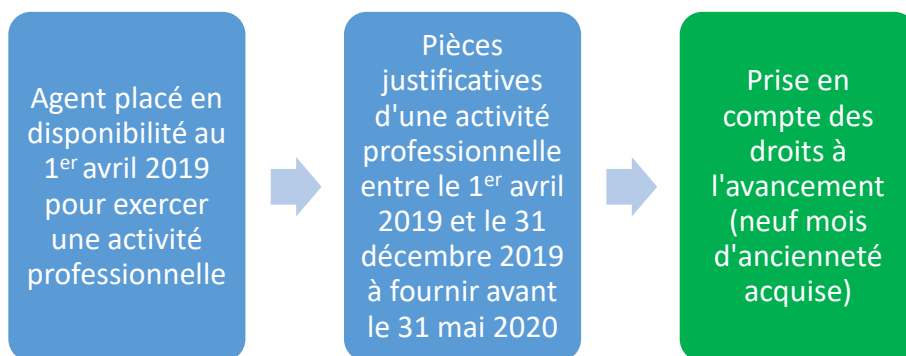 Agent placé en
disponibilité au
1er avril 2019
pour exercer
une activité
professionnelle
Pièces
justificatives
d'une activité
professionnelle
entre le 1er avril
2019 et le 31
décembre 2019
à fournir avant
le 31 mai 2020
Prise en
compte des
droits à
l'avancement
(neuf mois
d'ancienneté
acquise)